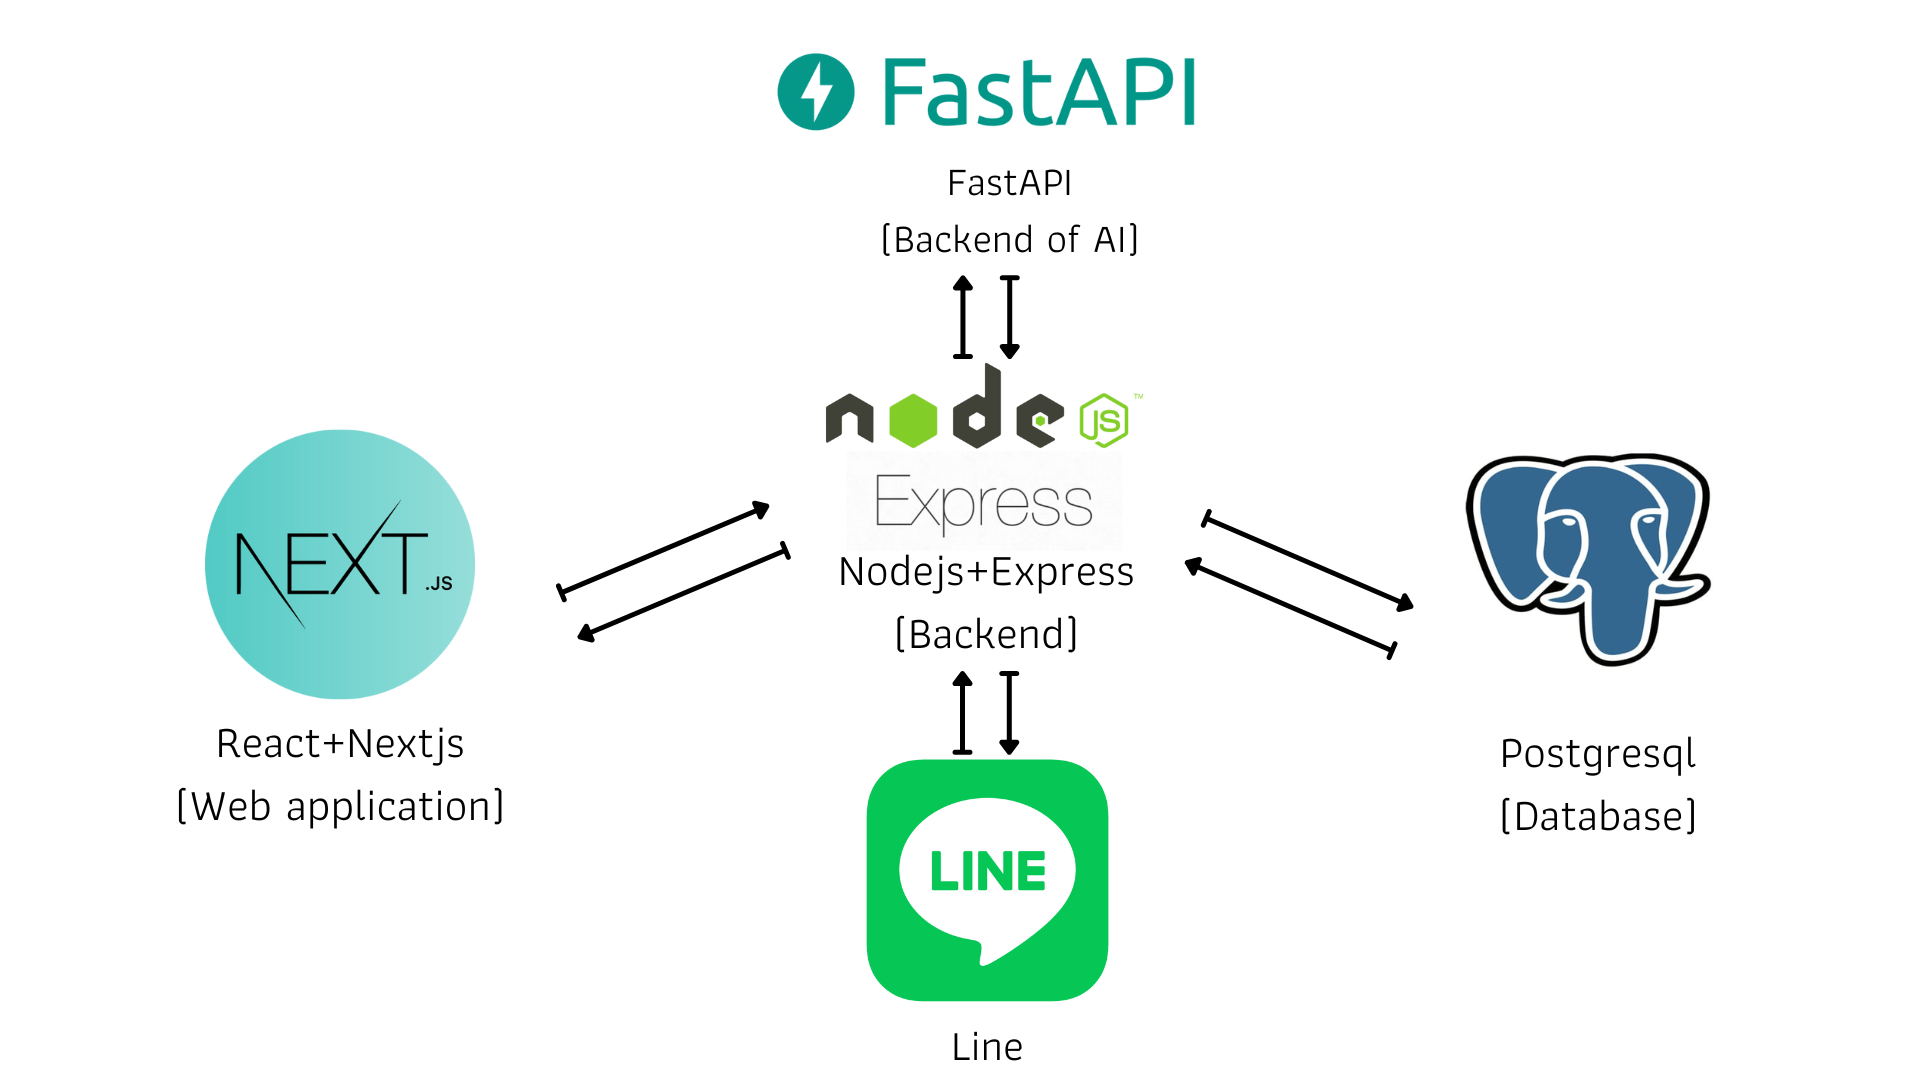 FastAPI
FastAPI
[Backend of AI]
node JS ™
Express
Nodejs+Express
[Backend]
NEXT.JS
React+Nextjs
[Web application]
Postgresql
[Database]
LINE
Line